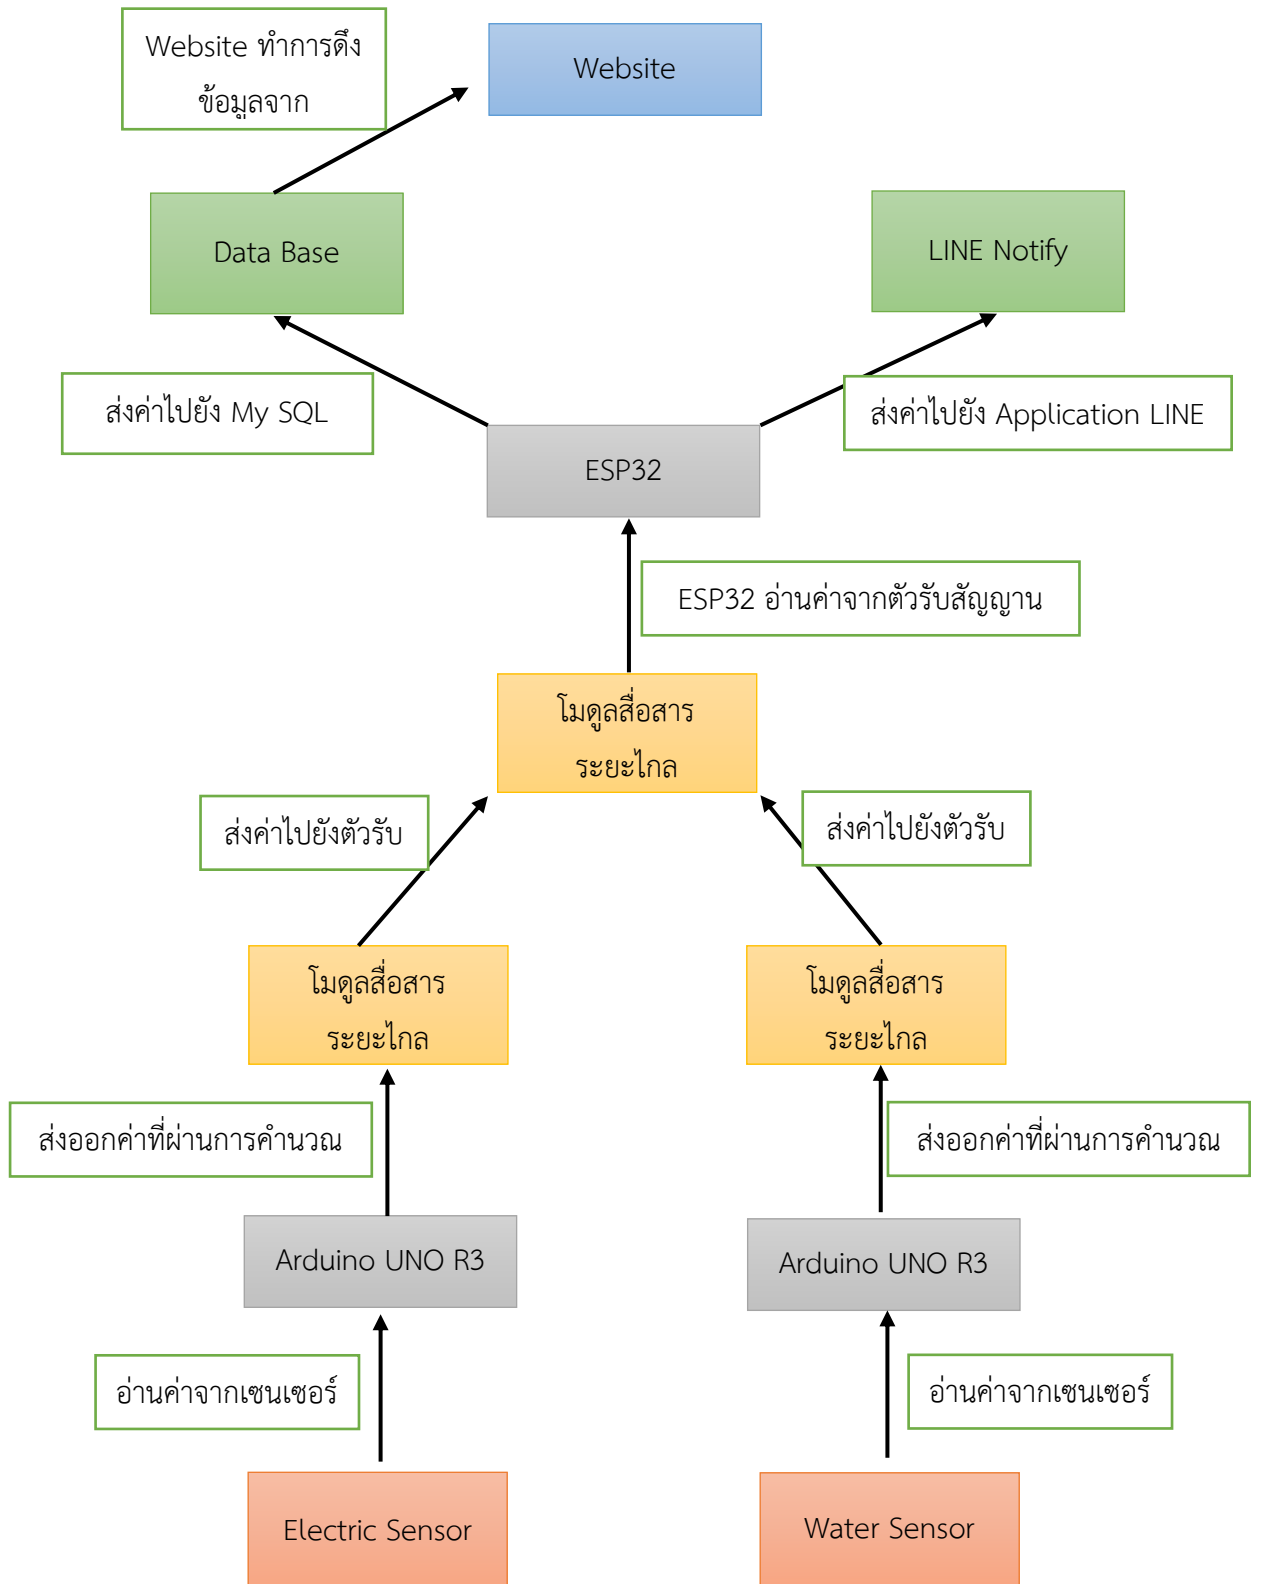 Website ทำการดึง
ข้อมูลจาก
Website
Data Base
LINE Notify
ส่งค่าไปยัง My SQL
ส่งค่าไปยัง Application LINE
ESP32
ESP32 อ่านค่าจากตัวรับสัญญาน
โมดูลสื่อสาร
ระยะไกล
ส่งค่าไปยังตัวรับ
ส่งค่าไปยังตัวรับ
โมดูลสื่อสาร
ระยะไกล
โมดูลสื่อสาร
ระยะไกล
ส่งออกค่าที่ผ่านการคำนวณ
ส่งออกค่าที่ผ่านการคำนวณ
Arduino UNO R3
Arduino UNO R3
อ่านค่าจากเซนเซอร์
อ่านค่าจากเซนเซอร์
Electric Sensor
Water Sensor